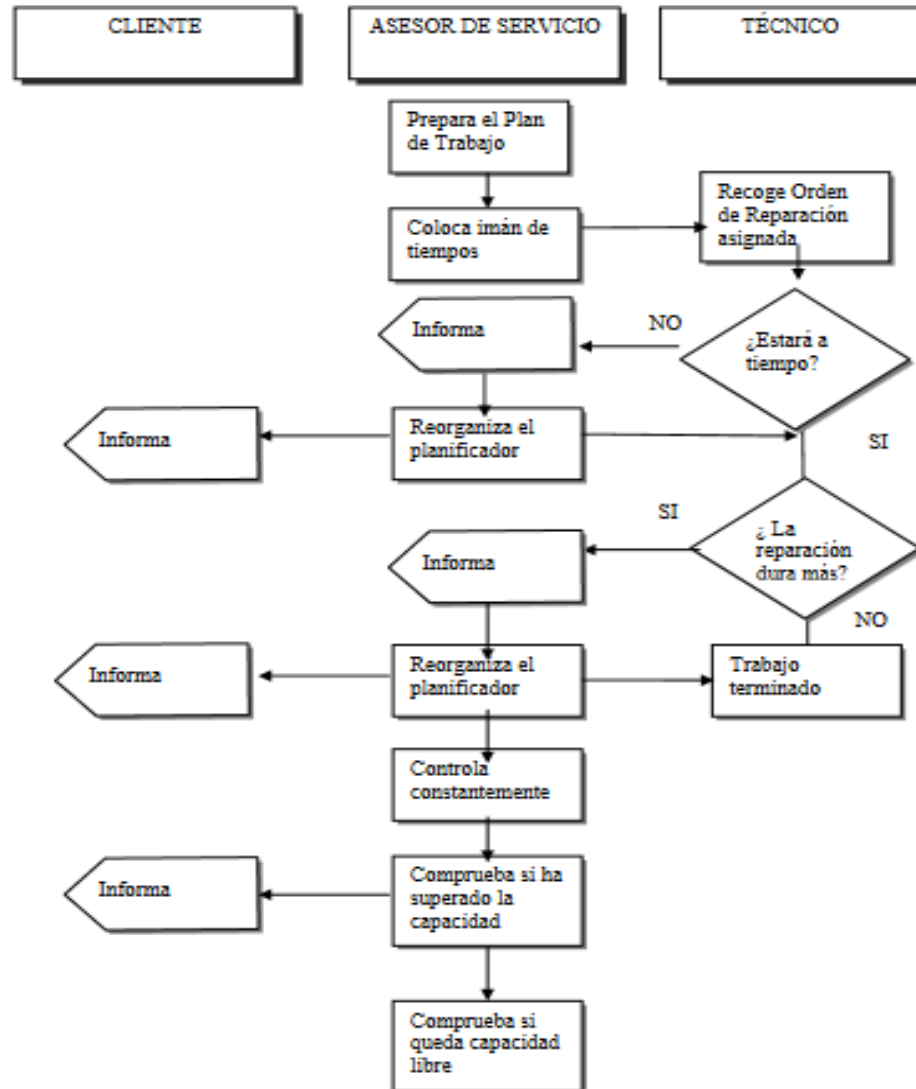 CLIENTE
ASESOR DE SERVICIO
TÉCNICO
Prepara el Plan
de Trabajo
Recoge Orden
de Reparación
asignada
Coloca imán de
tiempos
Informa
NO
¿Estará a
tiempo?
Informa
Reorganiza el
planificador
SI
SI
¿ La
reparación
dura más?
Informa
NO
Informa
Reorganiza el
planificador
Trabajo
terminado
Controla
constantemente
Informa
Comprueba si ha
superado la
capacidad
Comprueba si
queda capacidad
libre